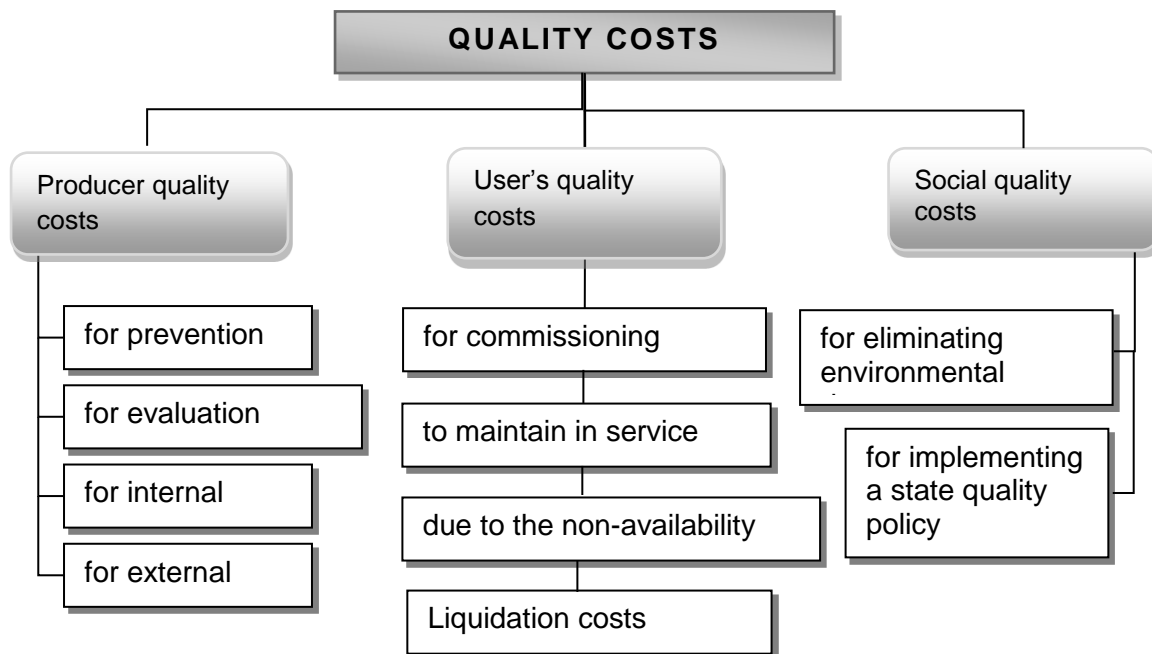 QUALITY COSTS
Producer quality
costs
for prevention
for evaluation
for internal
for external
User's quality
costs
for commissioning
to maintain in service
due to the non-availability
Liquidation costs
Social quality
costs
for eliminating
environmental
for implementing
a state quality
policy